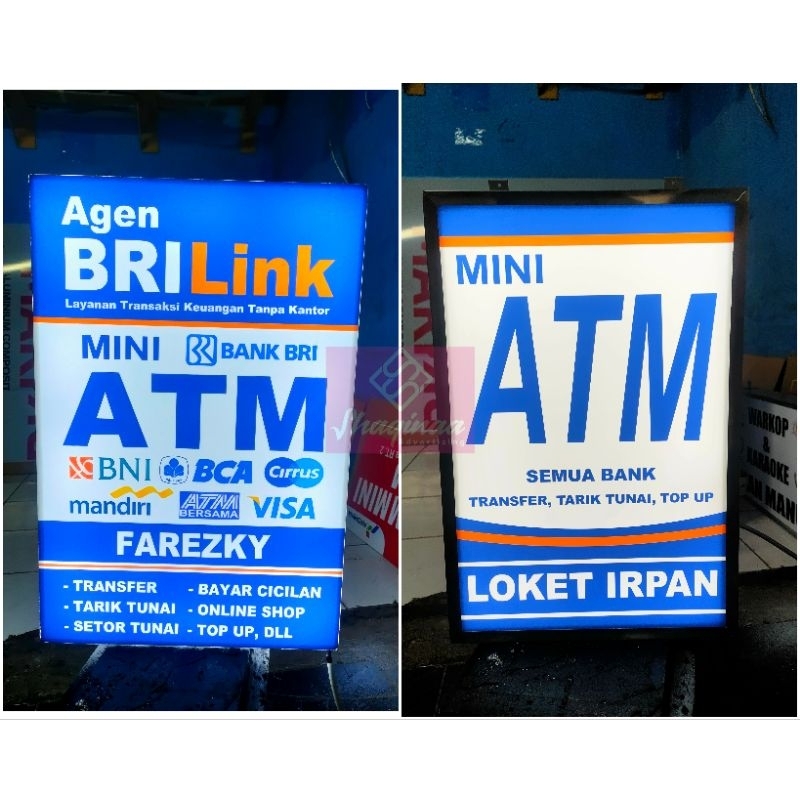 Agen
BRILink
Layanan Transaksi Keuangan Tanpa Kantor
MINI BANK BRI
ATM
BNI BCA Cirrus
mandiri ATM BERSAMA VISA
FAREZKY
- TRANSFER - BAYAR CICILAN
- TARIK TUNAI - ONLINE SHOP
- SETOR TUNAI - TOP UP, DLL
Shaqinaa
advertising
MINI
ATM
SEMUA BANK
TRANSFER, TARIK TUNAI, TOP UP
LOKET IRPAN
WARKOP
&
KARAOKE